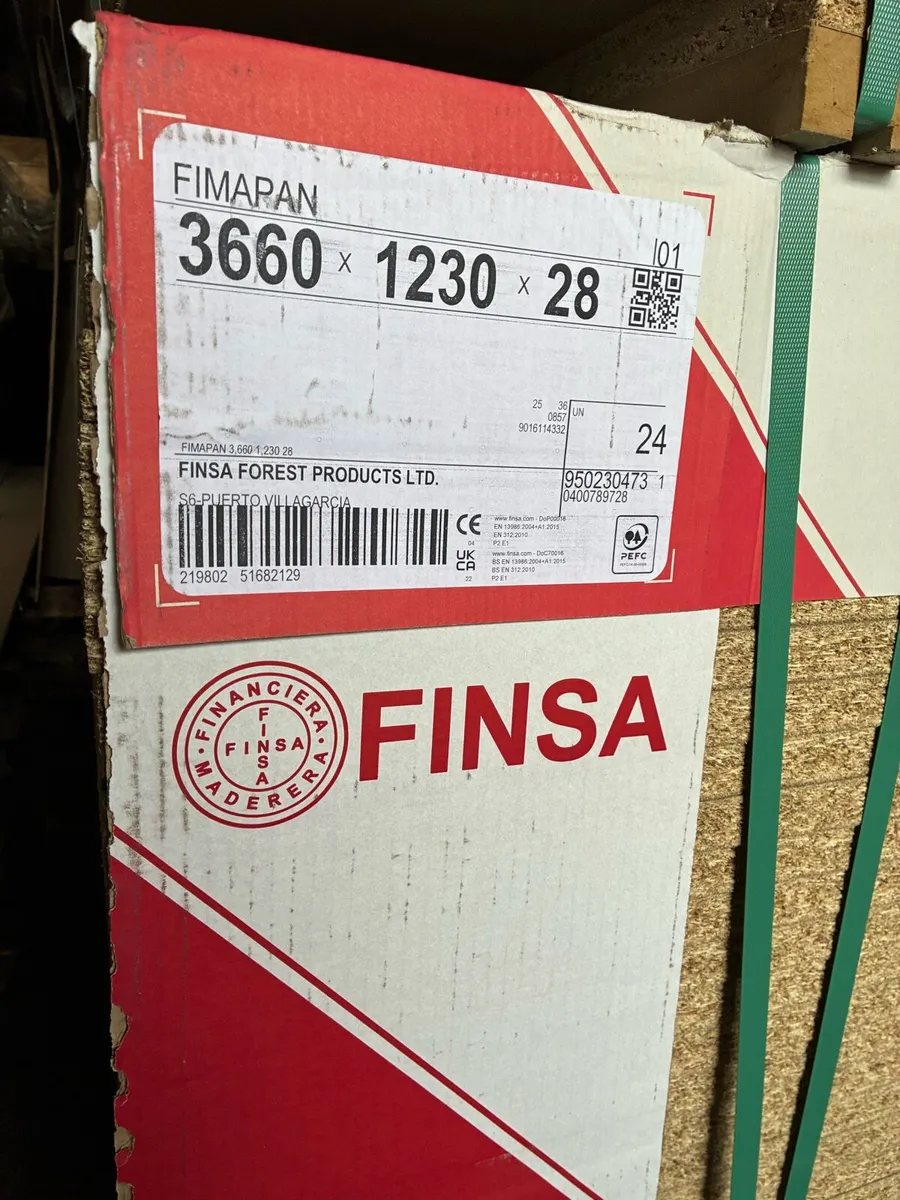 FIMAPAN
3660 x 1230 x 28
I01
25 36
0857
9016114332
UN
24
FIMAPAN 3,660 1,230 28
FINSA FOREST PRODUCTS LTD.
950230473 1
0400789728
S6-PUERTO VILLAGARCIA
219802 51682129
CE
04
www.finsa.com - DoP00016
EN 13986:2004+A1:2015
EN 312:2010
P2 E1
UK
CA
22
www.finsa.com - DoC70016
BS EN 13986:2004+A1:2015
BS EN 312:2010
P2 E1
PEFC
FINANCIERA
MADERERA
FINSA
FINSA
FINSA